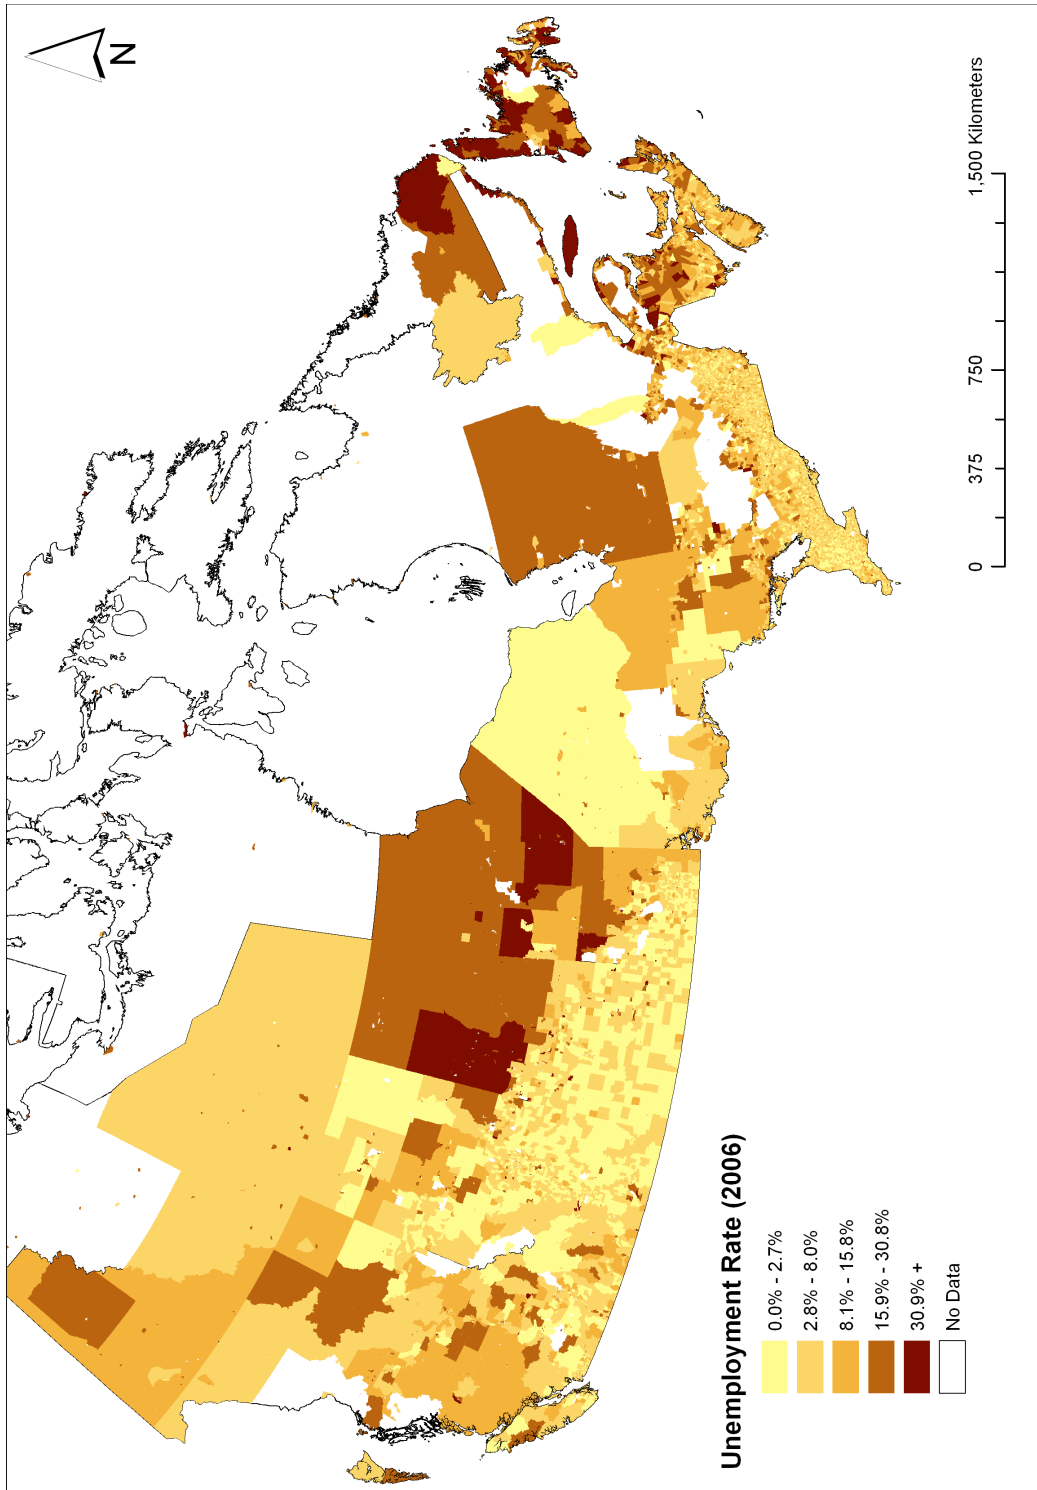 N
Unemployment Rate (2006)
0.0% - 2.7%
2.8% - 8.0%
8.1% - 15.8%
15.9% - 30.8%
30.9% +
No Data
0 375 750 1,500 Kilometers